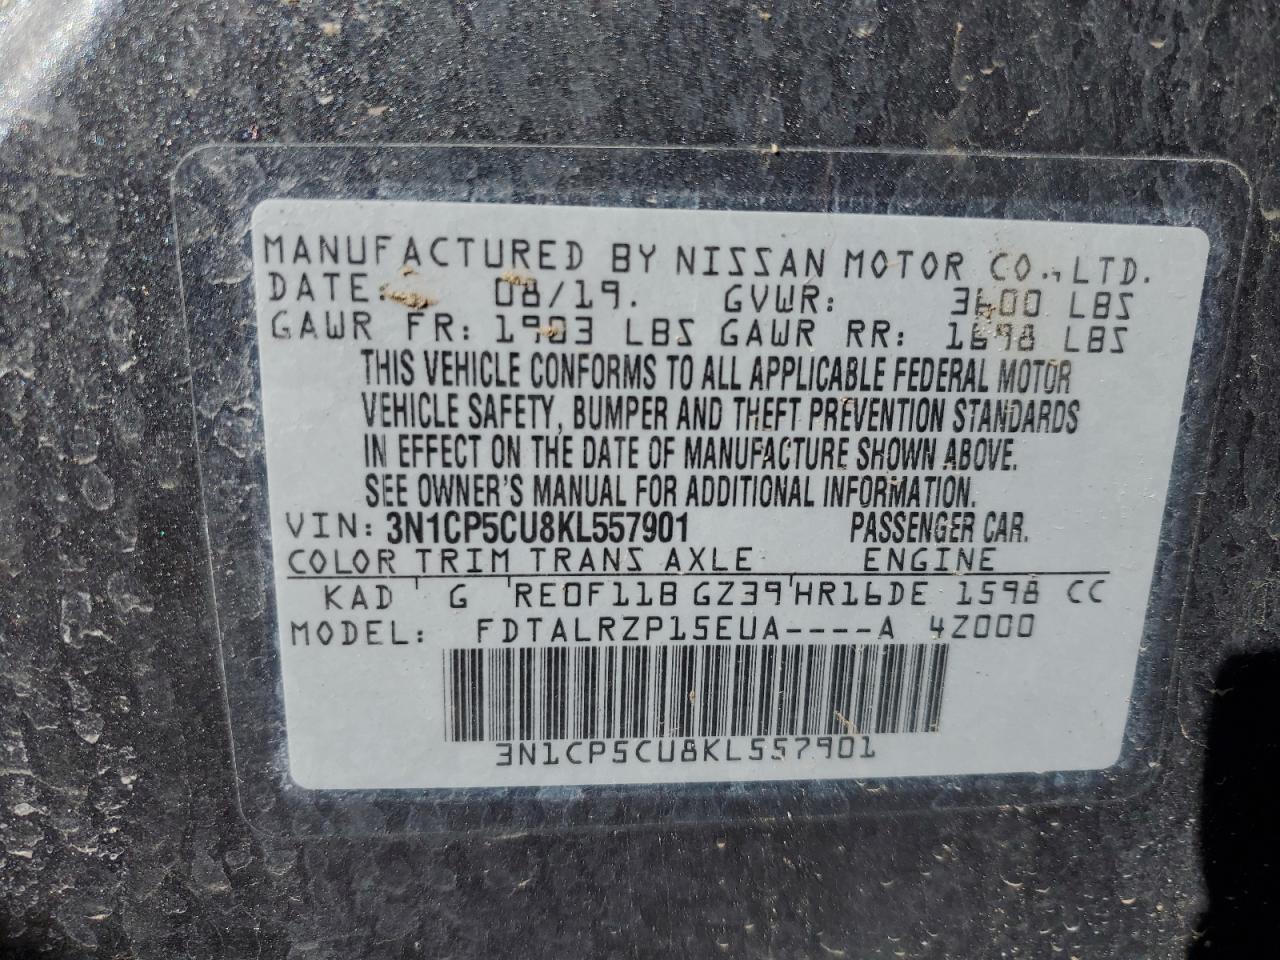 MANUFACTURED BY NISSAN MOTOR CO., LTD.
DATE: 08/19. GVWR: 3600 LBS
GAWR FR: 1903 LBS GAWR RR: 1698 LBS
THIS VEHICLE CONFORMS TO ALL APPLICABLE FEDERAL MOTOR
VEHICLE SAFETY, BUMPER AND THEFT PREVENTION STANDARDS
IN EFFECT ON THE DATE OF MANUFACTURE SHOWN ABOVE.
SEE OWNER'S MANUAL FOR ADDITIONAL INFORMATION.
VIN: 3N1CP5CU8KL557901 PASSENGER CAR.
COLOR TRIM TRANS AXLE ENGINE
KAD G RE0F11B GZ39 HR16DE 1598 CC
MODEL: FDTALRZP15EUA----A 4Z000
3N1CP5CU8KL557901